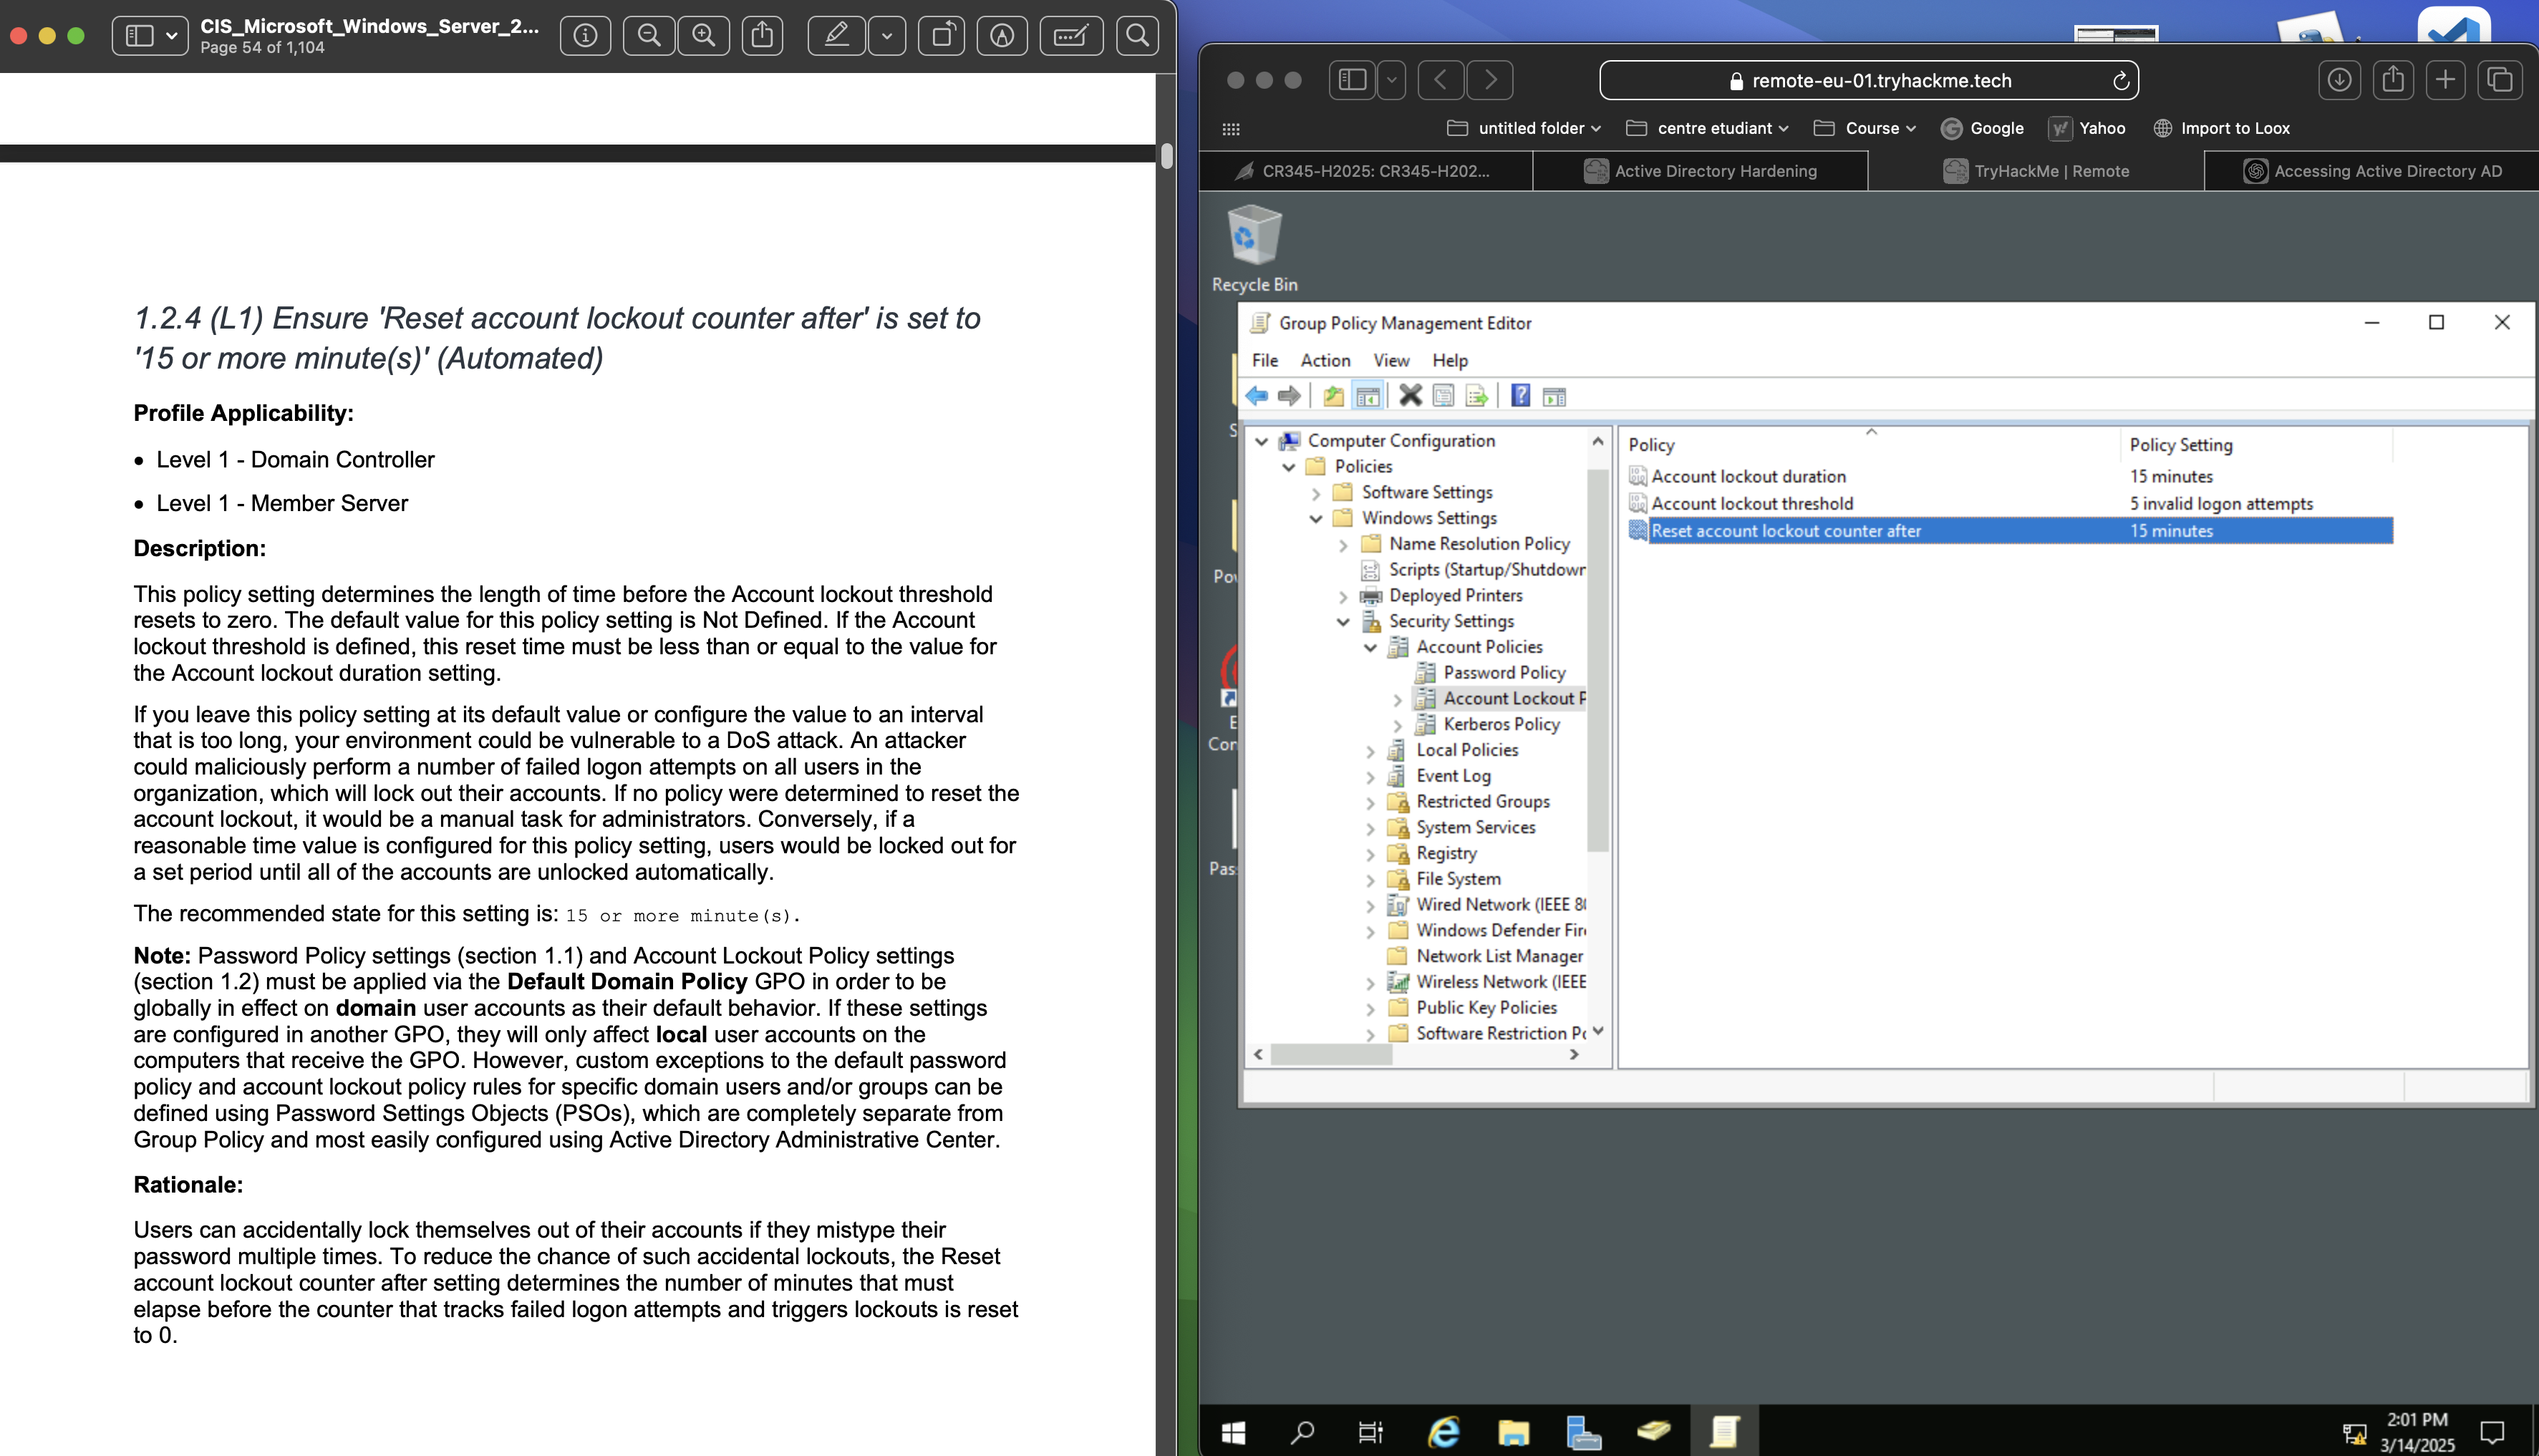 CIS_Microsoft_Windows_Server_2...
Page 54 of 1,104
1.2.4 (L1) Ensure 'Reset account lockout counter after' is set to
'15 or more minute(s)' (Automated)
Profile Applicability:
• Level 1 - Domain Controller
• Level 1 - Member Server
Description:
This policy setting determines the length of time before the Account lockout threshold
resets to zero. The default value for this policy setting is Not Defined. If the Account
lockout threshold is defined, this reset time must be less than or equal to the value for
the Account lockout duration setting.
If you leave this policy setting at its default value or configure the value to an interval
that is too long, your environment could be vulnerable to a DoS attack. An attacker
could maliciously perform a number of failed logon attempts on all users in the
organization, which will lock out their accounts. If no policy were determined to reset the
account lockout, it would be a manual task for administrators. Conversely, if a
reasonable time value is configured for this policy setting, users would be locked out for
a set period until all of the accounts are unlocked automatically.
The recommended state for this setting is: 15 or more minute(s).
Note: Password Policy settings (section 1.1) and Account Lockout Policy settings
(section 1.2) must be applied via the Default Domain Policy GPO in order to be
globally in effect on domain user accounts as their default behavior. If these settings
are configured in another GPO, they will only affect local user accounts on the
computers that receive the GPO. However, custom exceptions to the default password
policy and account lockout policy rules for specific domain users and/or groups can be
defined using Password Settings Objects (PSOs), which are completely separate from
Group Policy and most easily configured using Active Directory Administrative Center.
Rationale:
Users can accidentally lock themselves out of their accounts if they mistype their
password multiple times. To reduce the chance of such accidental lockouts, the Reset
account lockout counter after setting determines the number of minutes that must
elapse before the counter that tracks failed logon attempts and triggers lockouts is reset
to 0.
remote-eu-01.tryhackme.tech
untitled folder
centre etudiant
Course
Google
Yahoo
Import to Loox
CR345-H2025: CR345-H202...
Active Directory Hardening
TryHackMe | Remote
Accessing Active Directory AD
Recycle Bin
Group Policy Management Editor
File Action View Help
Computer Configuration
Policies
Software Settings
Windows Settings
Name Resolution Policy
Scripts (Startup/Shutdown
Deployed Printers
Security Settings
Account Policies
Password Policy
Account Lockout P
Kerberos Policy
Local Policies
Event Log
Restricted Groups
System Services
Registry
File System
Wired Network (IEEE 80
Windows Defender Fire
Network List Manager
Wireless Network (IEEE
Public Key Policies
Software Restriction Po
Policy Policy Setting
Account lockout duration 15 minutes
Account lockout threshold 5 invalid logon attempts
Reset account lockout counter after 15 minutes
S
Pow
E
Con
Pass
2:01 PM
3/14/2025